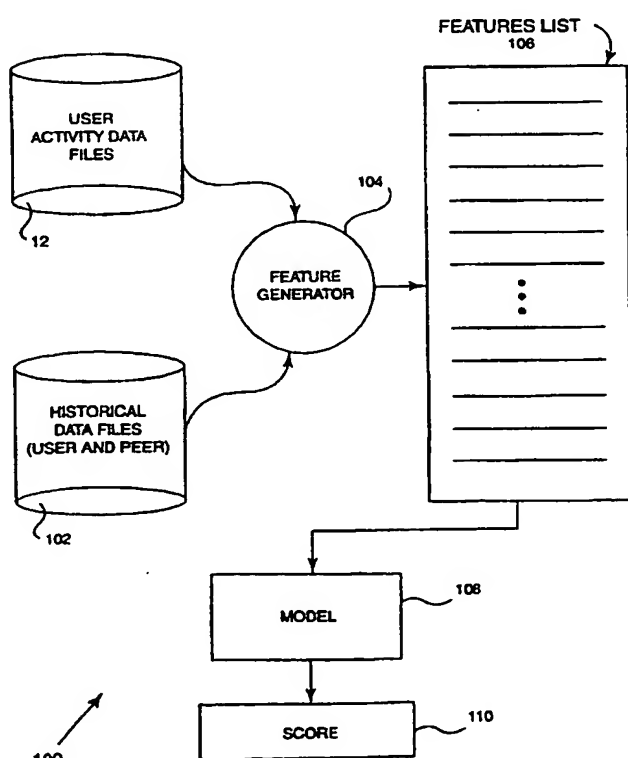 FEATURES LIST
106
USER
ACTIVITY DATA
FILES
12
104
FEATURE
GENERATOR
HISTORICAL
DATA FILES
(USER AND PEER)
102
MODEL
108
SCORE
110